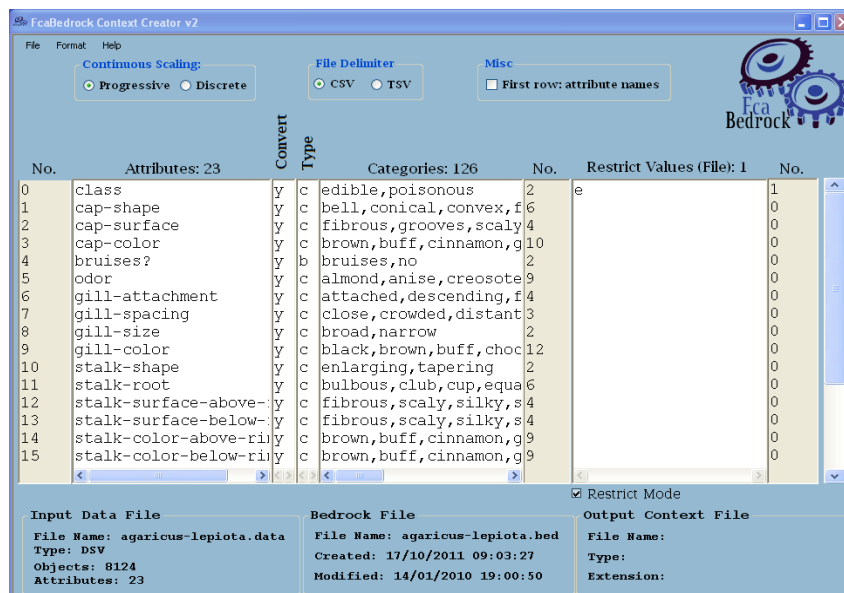 FcaBedrock Context Creator v2
File Format Help
Continuous Scaling: File Delimiter Misc
Progressive Discrete CSV TSV First row: attribute names
Fca
Bedrock
No. Attributes: 23 Convert Type Categories: 126 No. Restrict Values (File): 1 No.
0 class y c edible,poisonous 2 e 1
1 cap-shape y c bell,conical,convex,f 6 0
2 cap-surface y c fibrous,grooves,scaly 4 0
3 cap-color y c brown,buff,cinnamon,g 10 0
4 bruises? y b bruises,no 2 0
5 odor y c almond,anise,creosote 9 0
6 gill-attachment y c attached,descending,f 4 0
7 gill-spacing y c close,crowded,distant 3 0
8 gill-size y c broad,narrow 2 0
9 gill-color y c black,brown,buff,choc 12 0
10 stalk-shape y c enlarging,tapering 2 0
11 stalk-root y c bulbous,club,cup,equa 6 0
12 stalk-surface-above- y c fibrous,scaly,silky,s 4 0
13 stalk-surface-below- y c fibrous,scaly,silky,s 4 0
14 stalk-color-above-ri y c brown,buff,cinnamon,g 9 0
15 stalk-color-below-ri y c brown,buff,cinnamon,g 9 0
Restrict Mode
Input Data File Bedrock File Output Context File
File Name: agaricus-lepiota.data File Name: agaricus-lepiota.bed File Name:
Type: DSV Created: 17/10/2011 09:03:27 Type:
Objects: 8124
Attributes: 23 Modified: 14/01/2010 19:00:50 Extension: